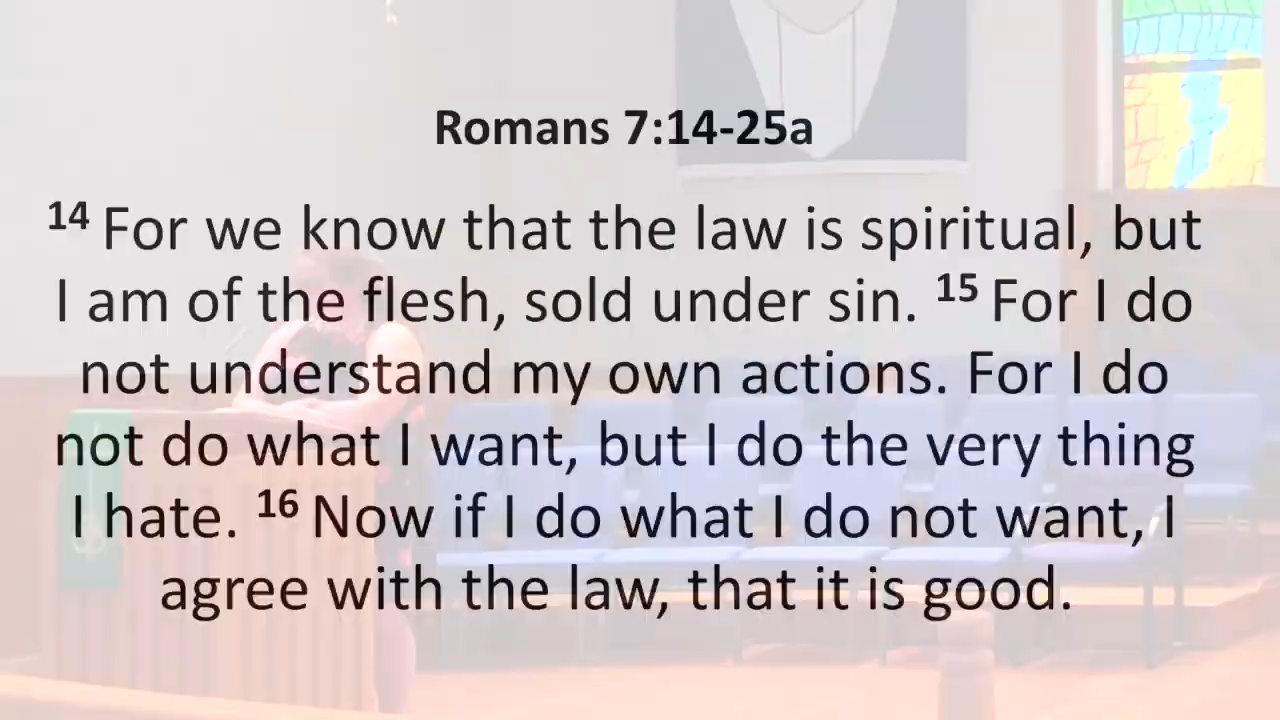 Romans 7:14-25a
14 For we know that the law is spiritual, but
I am of the flesh, sold under sin. 15 For I do
not understand my own actions. For I do
not do what I want, but I do the very thing
I hate. 16 Now if I do what I do not want, I
agree with the law, that it is good.